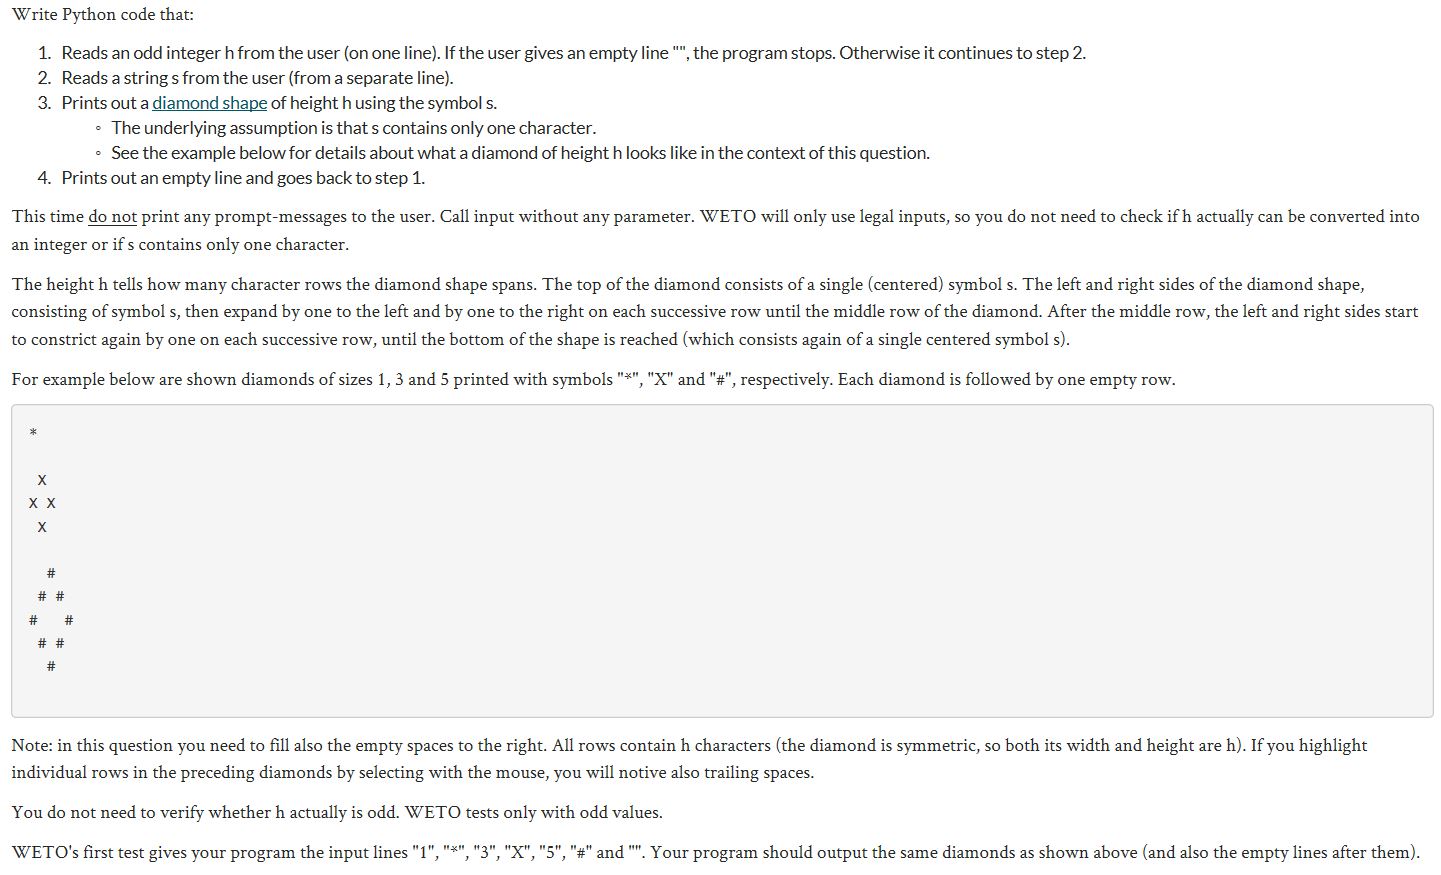 Write Python code that:
1. Reads an odd integer h from the user (on one line). If the user gives an empty line "", the program stops. Otherwise it continues to step 2.
2. Reads a string s from the user (from a separate line).
3. Prints out a diamond shape of height h using the symbol s.
◦ The underlying assumption is that s contains only one character.
◦ See the example below for details about what a diamond of height h looks like in the context of this question.
4. Prints out an empty line and goes back to step 1.
This time do not print any prompt-messages to the user. Call input without any parameter. WETO will only use legal inputs, so you do not need to check if h actually can be converted into
an integer or if s contains only one character.
The height h tells how many character rows the diamond shape spans. The top of the diamond consists of a single (centered) symbol s. The left and right sides of the diamond shape,
consisting of symbol s, then expand by one to the left and by one to the right on each successive row until the middle row of the diamond. After the middle row, the left and right sides start
to constrict again by one on each successive row, until the bottom of the shape is reached (which consists again of a single centered symbol s).
For example below are shown diamonds of sizes 1, 3 and 5 printed with symbols "*", "X" and "#", respectively. Each diamond is followed by one empty row.
*

 X
X X
 X

  #
 # #
#   #
 # #
  #

Note: in this question you need to fill also the empty spaces to the right. All rows contain h characters (the diamond is symmetric, so both its width and height are h). If you highlight
individual rows in the preceding diamonds by selecting with the mouse, you will notive also trailing spaces.
You do not need to verify whether h actually is odd. WETO tests only with odd values.
WETO's first test gives your program the input lines "1", "*", "3", "X", "5", "#" and "". Your program should output the same diamonds as shown above (and also the empty lines after them).